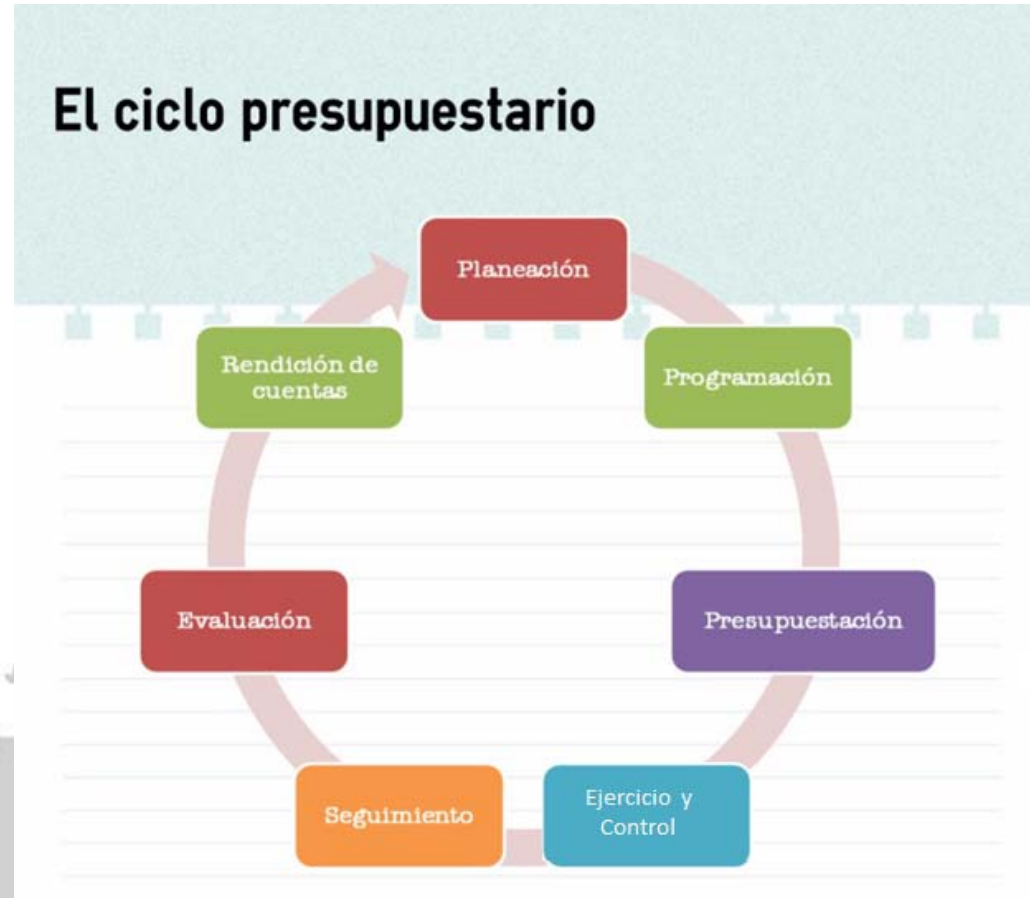 El ciclo presupuestario
Planeación
Programación
Presupuestación
Ejercicio y
Control
Seguimiento
Evaluación
Rendición de
cuentas